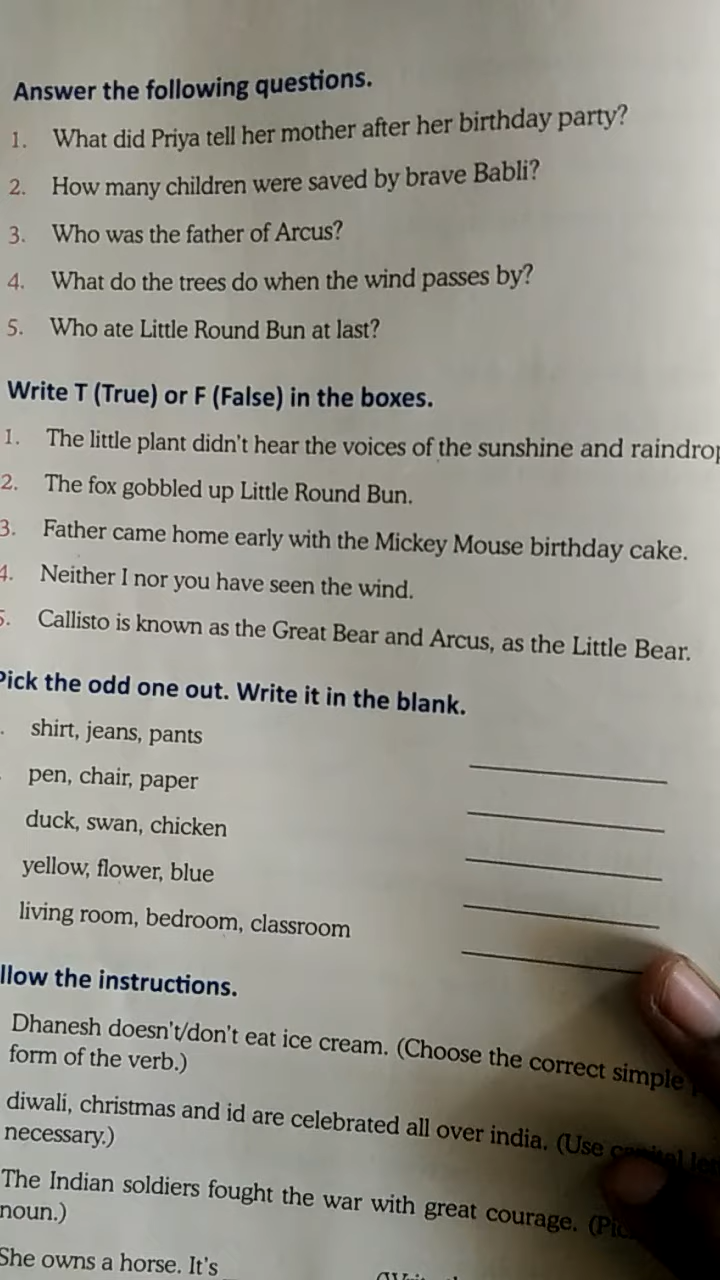 Answer the following questions.
1. What did Priya tell her mother after her birthday party?
2. How many children were saved by brave Babli?
3. Who was the father of Arcus?
4. What do the trees do when the wind passes by?
5. Who ate Little Round Bun at last?
Write T (True) or F (False) in the boxes.
1. The little plant didn't hear the voices of the sunshine and raindrop
2. The fox gobbled up Little Round Bun.
3. Father came home early with the Mickey Mouse birthday cake.
4. Neither I nor you have seen the wind.
5. Callisto is known as the Great Bear and Arcus, as the Little Bear.
Pick the odd one out. Write it in the blank.
shirt, jeans, pants
pen, chair, paper
duck, swan, chicken
yellow, flower, blue
living room, bedroom, classroom
llow the instructions.
Dhanesh doesn't/don't eat ice cream. (Choose the correct simple
form of the verb.)
diwali, christmas and id are celebrated all over india. (Use capital
necessary.)
The Indian soldiers fought the war with great courage.
noun.)
She owns a horse. It's